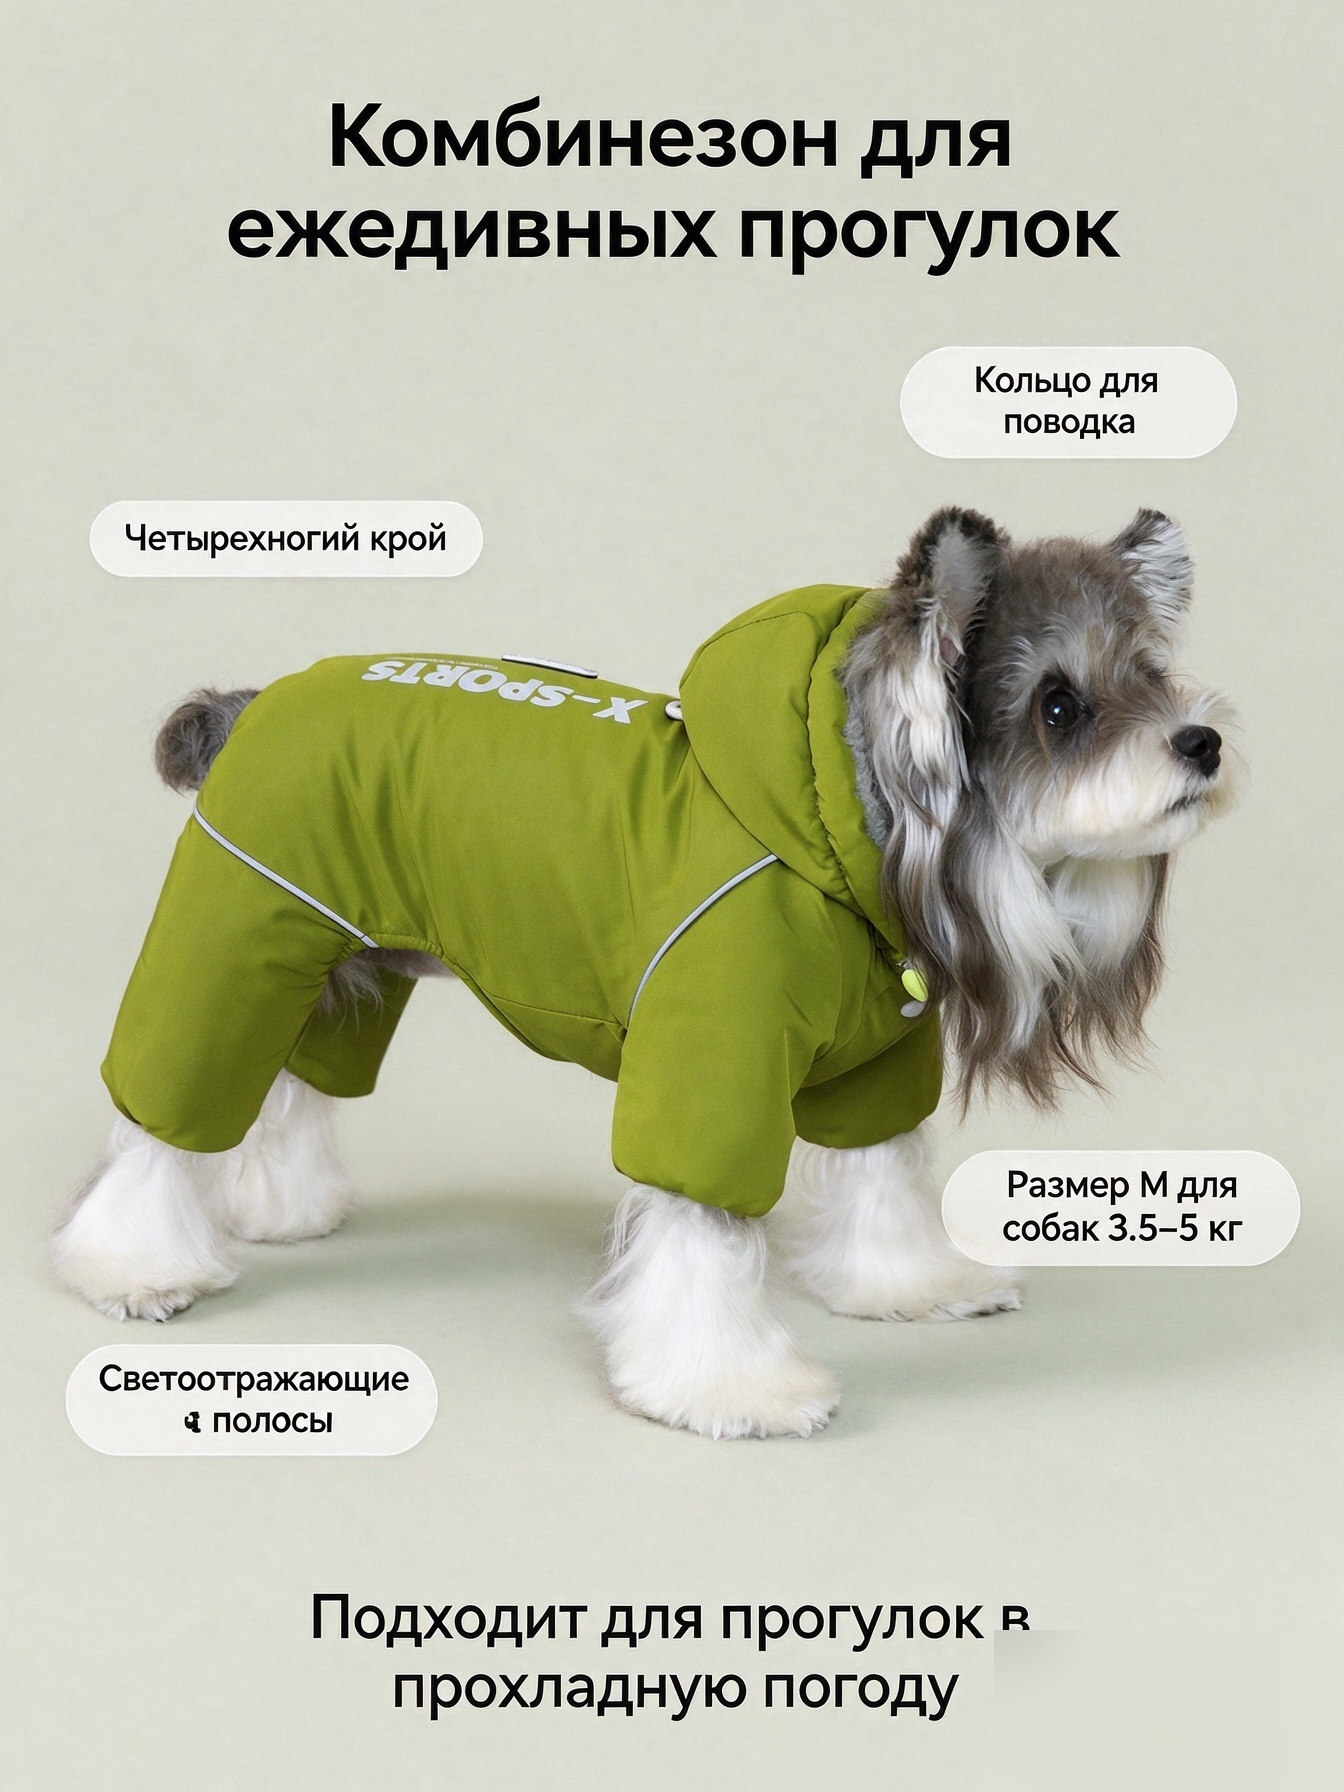 Комбинезон для
ежедивных прогулок
Кольцо для
поводка
Четырехногий крой
X-SPORTS
Размер М для
собак 3.5–5 кг
Светоотражающие
полосы
Подходит для прогулок в
прохладную погоду